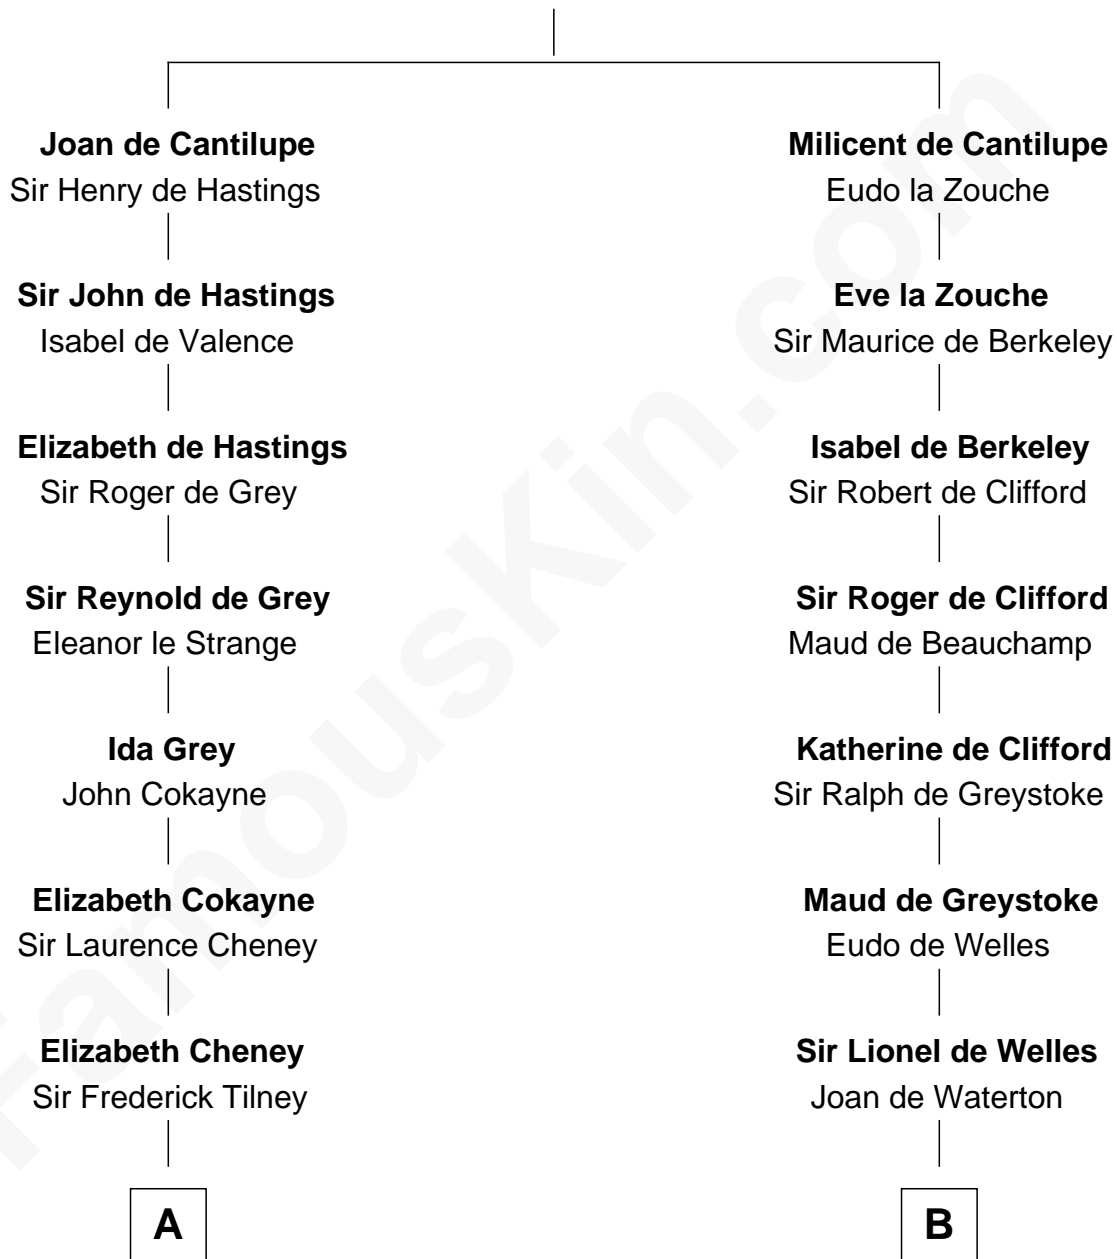 Joan de Cantilupe
Sir Henry de Hastings
Sir John de Hastings
Isabel de Valence
Elizabeth de Hastings
Sir Roger de Grey
Sir Reynold de Grey
Eleanor le Strange
Ida Grey
John Cokayne
Elizabeth Cokayne
Sir Laurence Cheney
Elizabeth Cheney
Sir Frederick Tilney
A
Milicent de Cantilupe
Eudo la Zouche
Eve la Zouche
Sir Maurice de Berkeley
Isabel de Berkeley
Sir Robert de Clifford
Sir Roger de Clifford
Maud de Beauchamp
Katherine de Clifford
Sir Ralph de Greystoke
Maud de Greystoke
Eudo de Welles
Sir Lionel de Welles
Joan de Waterton
B
FamousKin.com